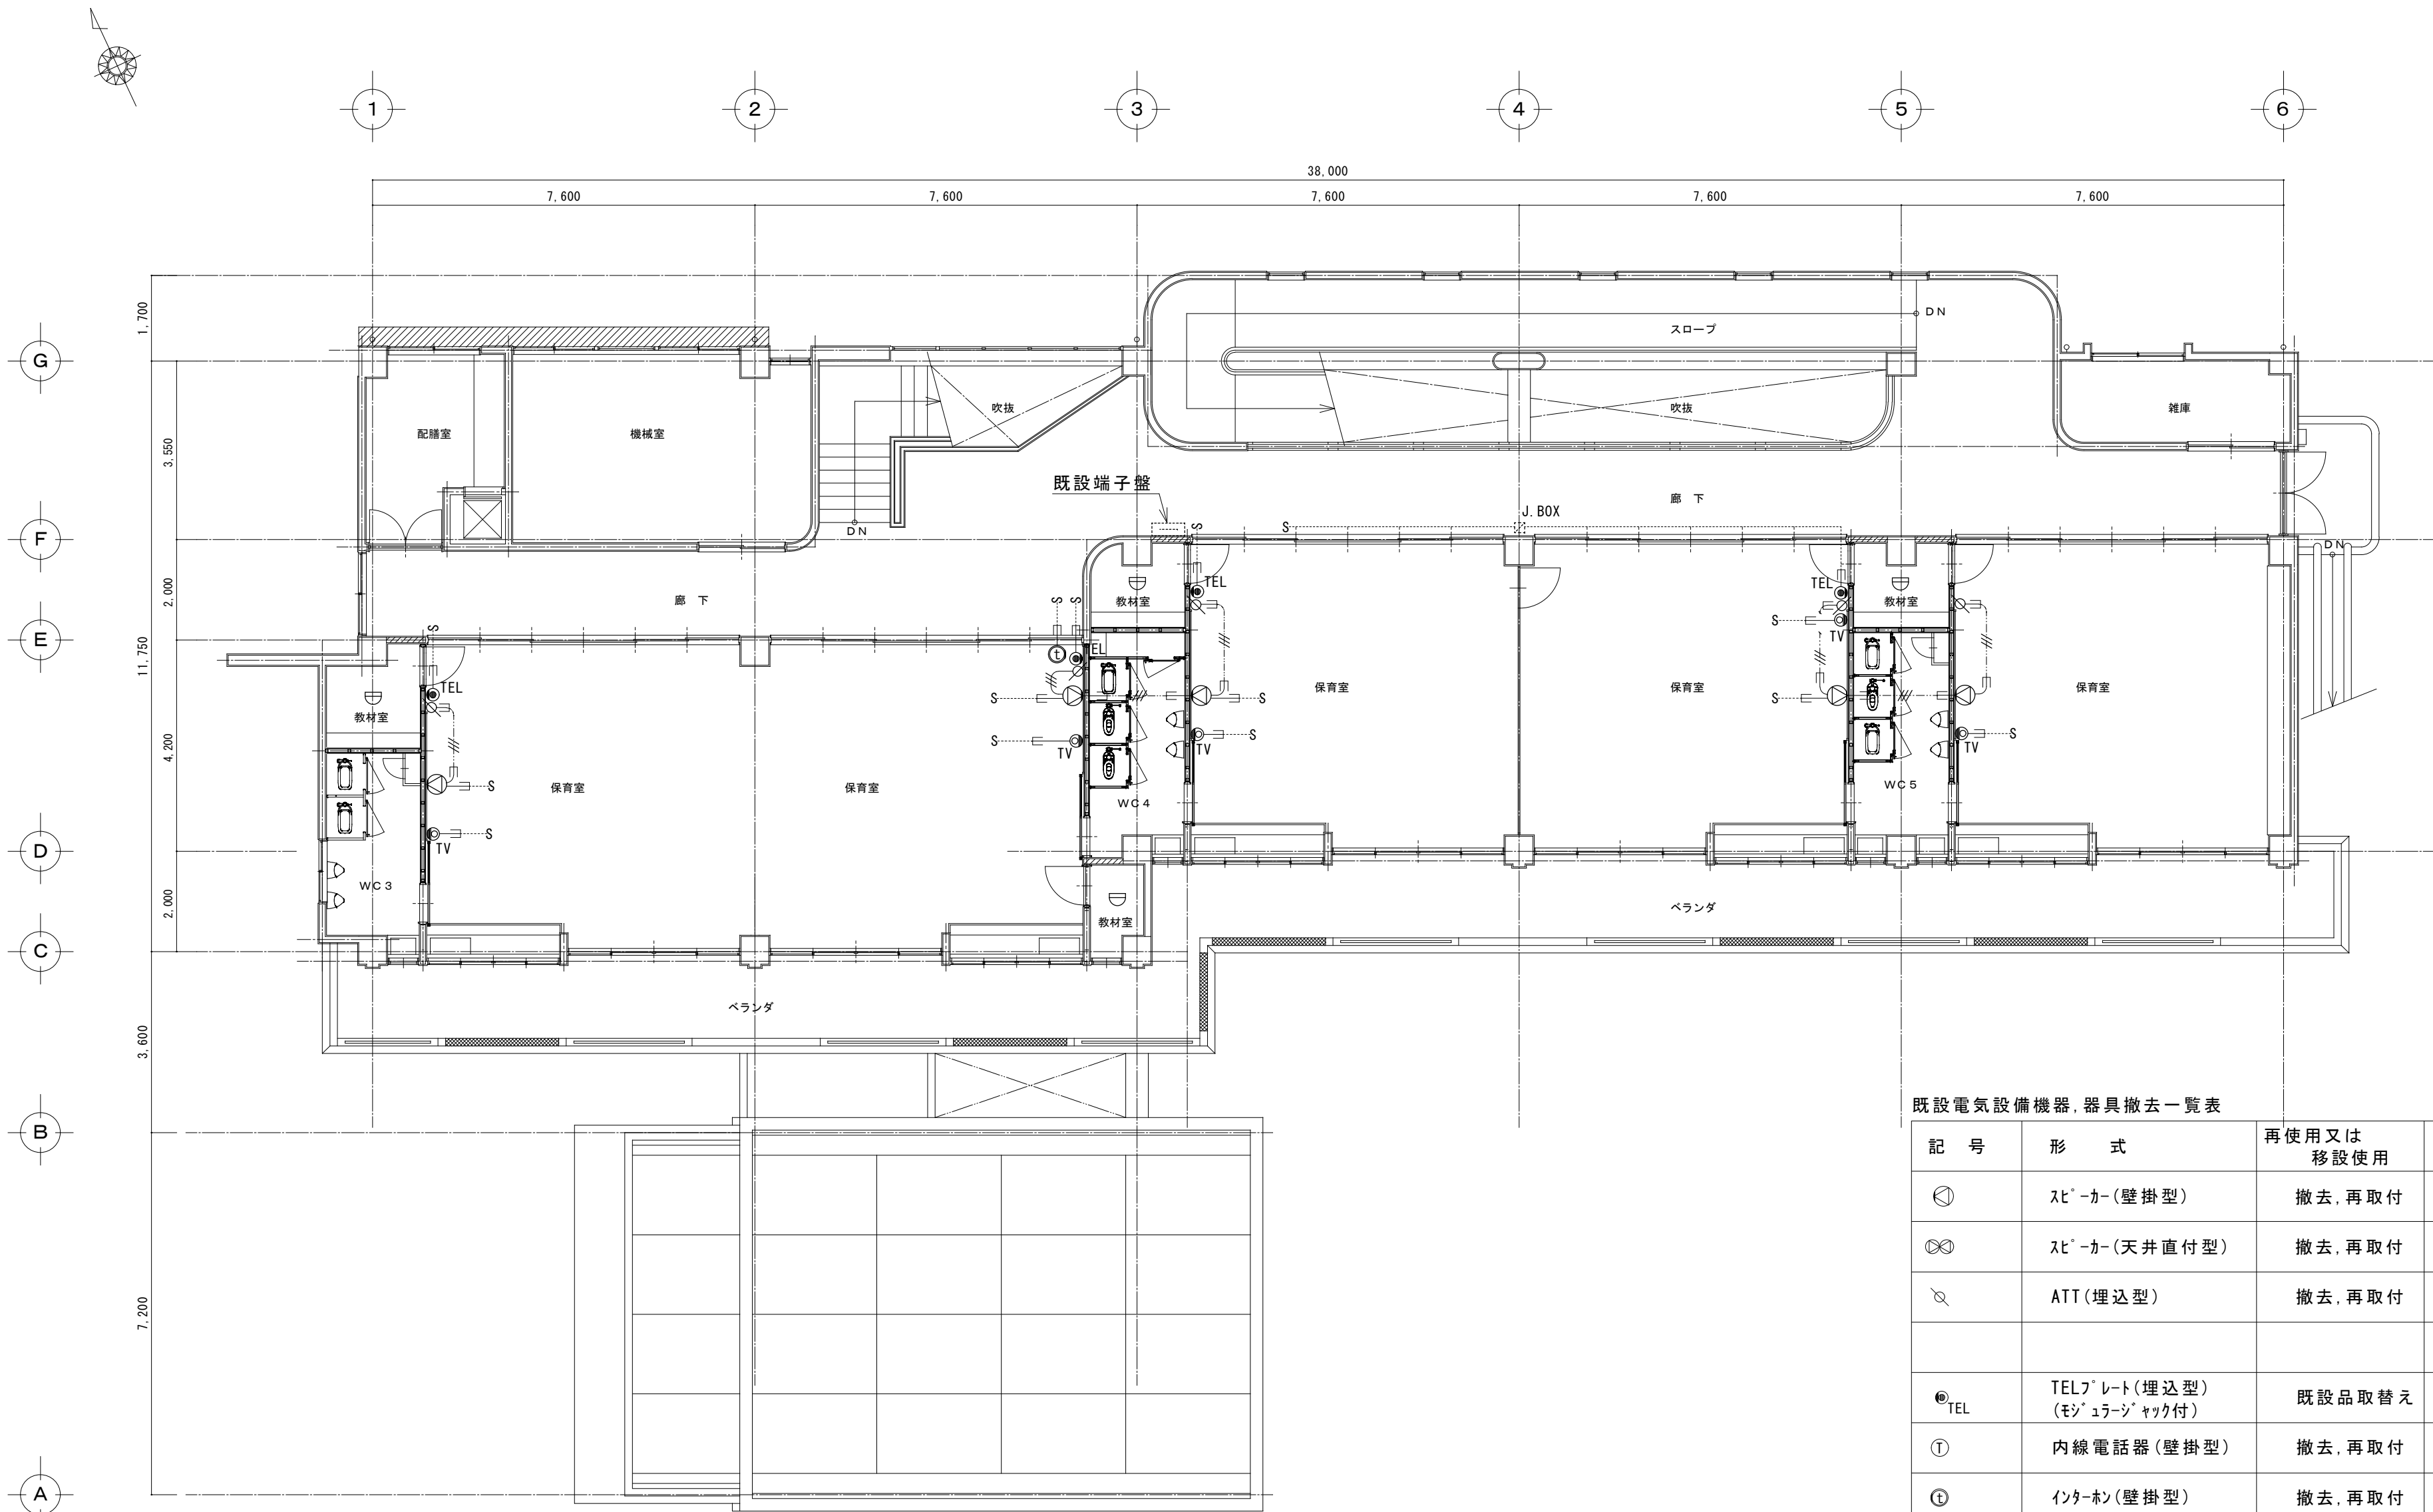 1
2
3
4
5
6
38,000
7,600
7,600
7,600
7,600
7,600
1,700
スロープ
DN
G
吹抜
吹抜
雑庫
配膳室
機械室
3,550
既設端子盤
廊 下
S
S
J.BOX
F
DN
DN
TEL
TEL
2,000
廊 下
S
S
教材室
教材室
S
S
TV
E
11,750
TEL
t
TEL
保育室
保育室
保育室
教材室
S
S
S
S
TV
S
TV
S
TV
S
4,200
S
保育室
保育室
WC4
WC5
S
TV
D
WC3
2,000
教材室
ベランダ
C
ベランダ
3,600
B
既設電気設備機器,器具撤去一覧表
記 号
形 式
再使用又は
移設使用
スピーカー(壁掛型)
撤去,再取付
スピーカー(天井直付型)
撤去,再取付
ATT(埋込型)
撤去,再取付
7,200
TEL
TELプレート(埋込型)
(モジュラージャック付)
既設品取替え
T
内線電話器(壁掛型)
撤去,再取付
A
t
インターホン(壁掛型)
撤去,再取付